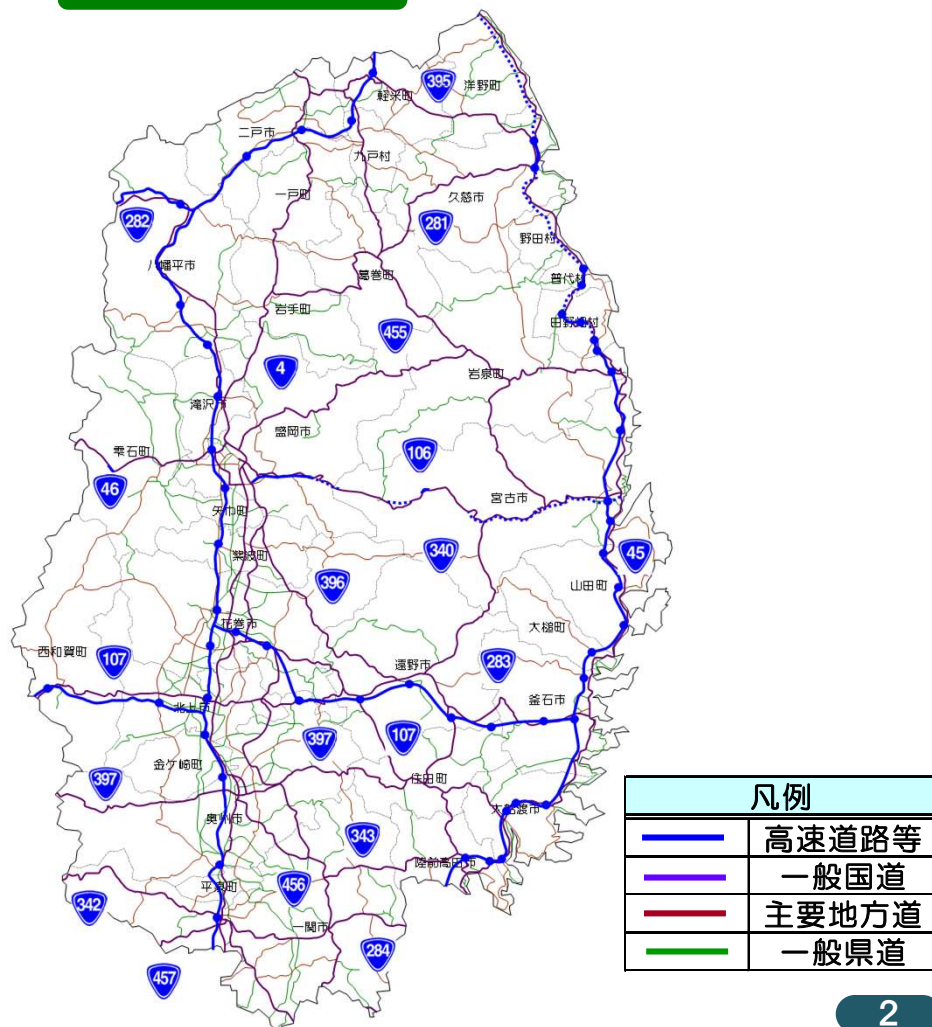 395
洋野町
軽米町
二戸市
九戸村
一戸町
久慈市
282
281
野田村
八幡平市
葛巻町
普代村
岩手町
455
田野畑村
4
岩泉町
滝沢市
盛岡市
雫石町
106
46
宮古市
矢巾町
紫波町
340
45
396
山田町
花巻市
大槌町
西和賀町
107
遠野市
283
釜石市
北上市
397
107
金ケ崎町
397
住田町
凡例
大船渡市
奥州市
343
高速道路等
陸前高田市
一般国道
平泉町
456
342
一関市
主要地方道
284
一般県道
457
2